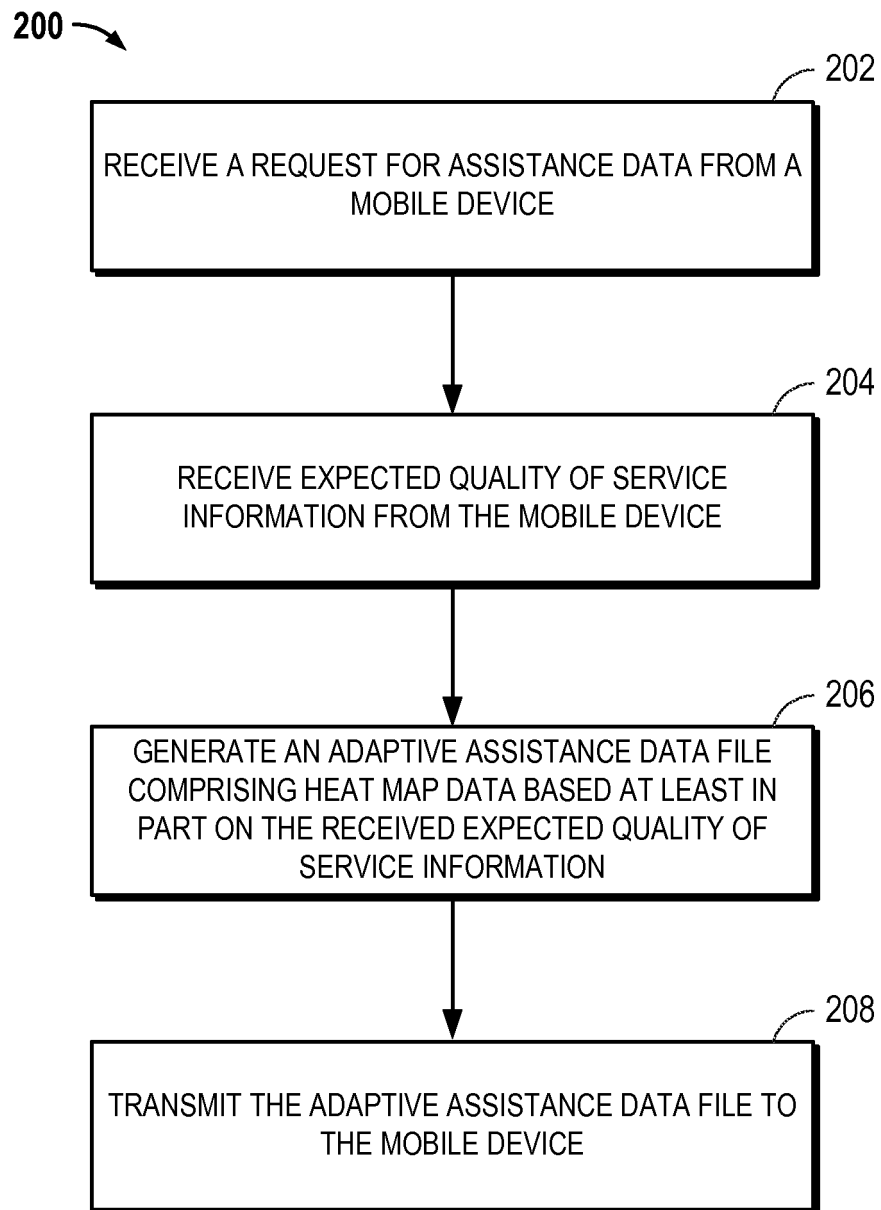 200
202
RECEIVE A REQUEST FOR ASSISTANCE DATA FROM A
MOBILE DEVICE
204
RECEIVE EXPECTED QUALITY OF SERVICE
INFORMATION FROM THE MOBILE DEVICE
206
GENERATE AN ADAPTIVE ASSISTANCE DATA FILE
COMPRISING HEAT MAP DATA BASED AT LEAST IN
PART ON THE RECEIVED EXPECTED QUALITY OF
SERVICE INFORMATION
208
TRANSMIT THE ADAPTIVE ASSISTANCE DATA FILE TO
THE MOBILE DEVICE